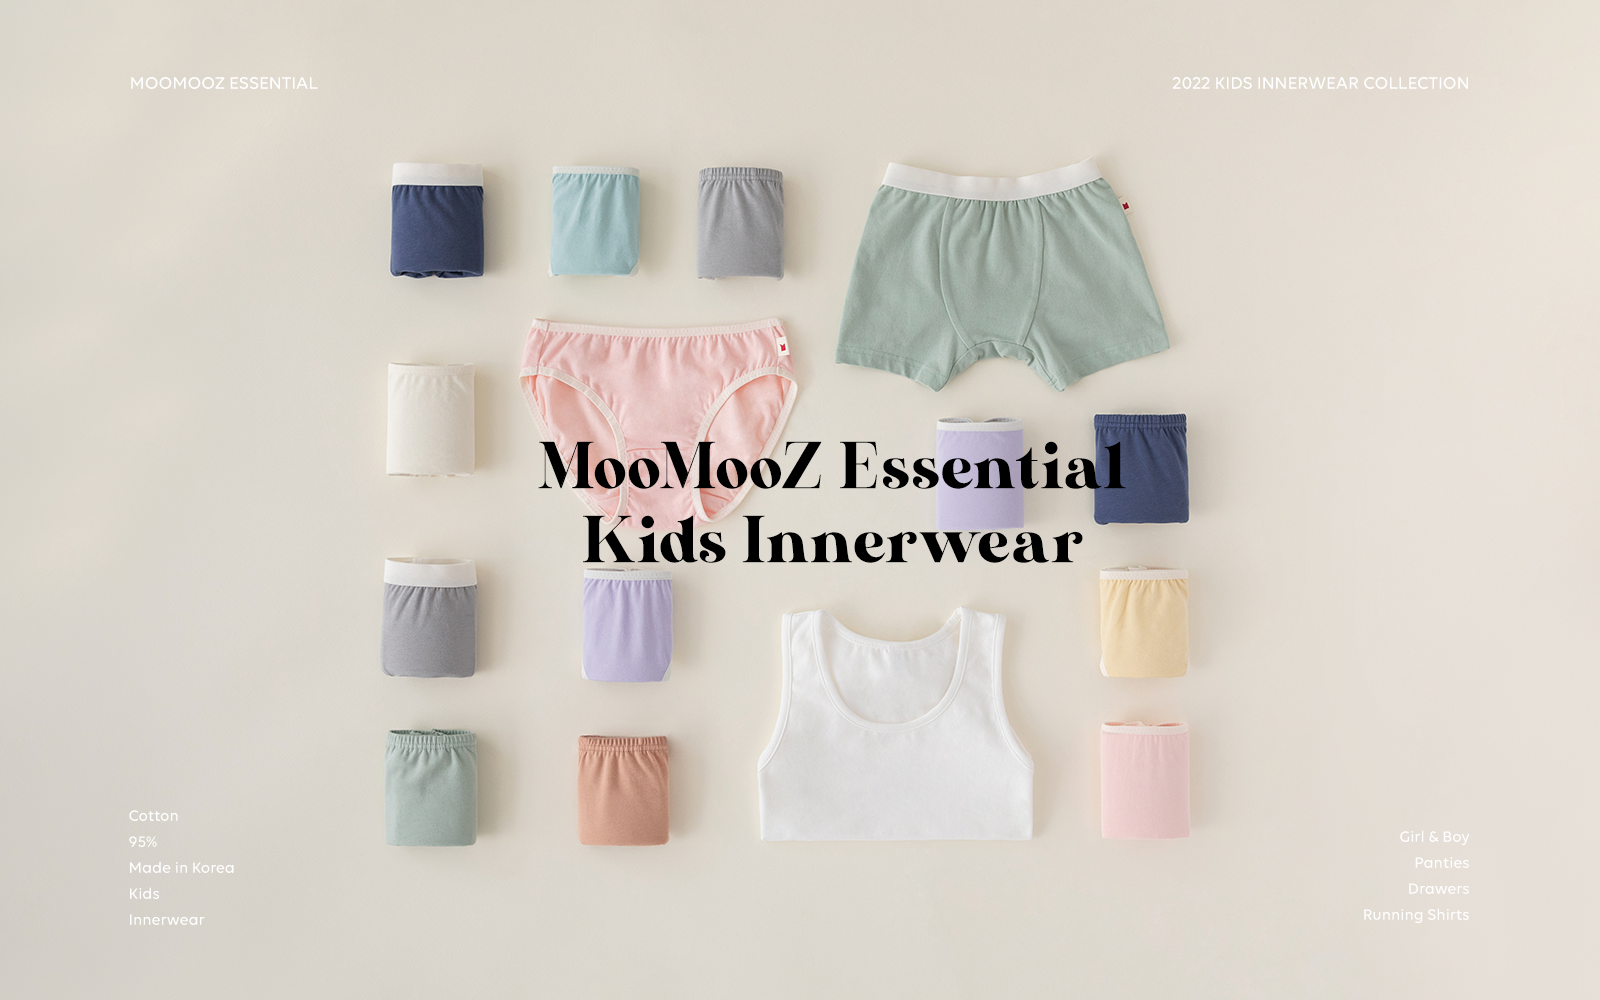 MOOMOOZ ESSENTIAL
2022 KIDS INNERWEAR COLLECTION
MooMooZ Essential
Kids Innerwear
Cotton
95%
Made in Korea
Kids
Innerwear
Girl & Boy
Panties
Drawers
Running Shirts